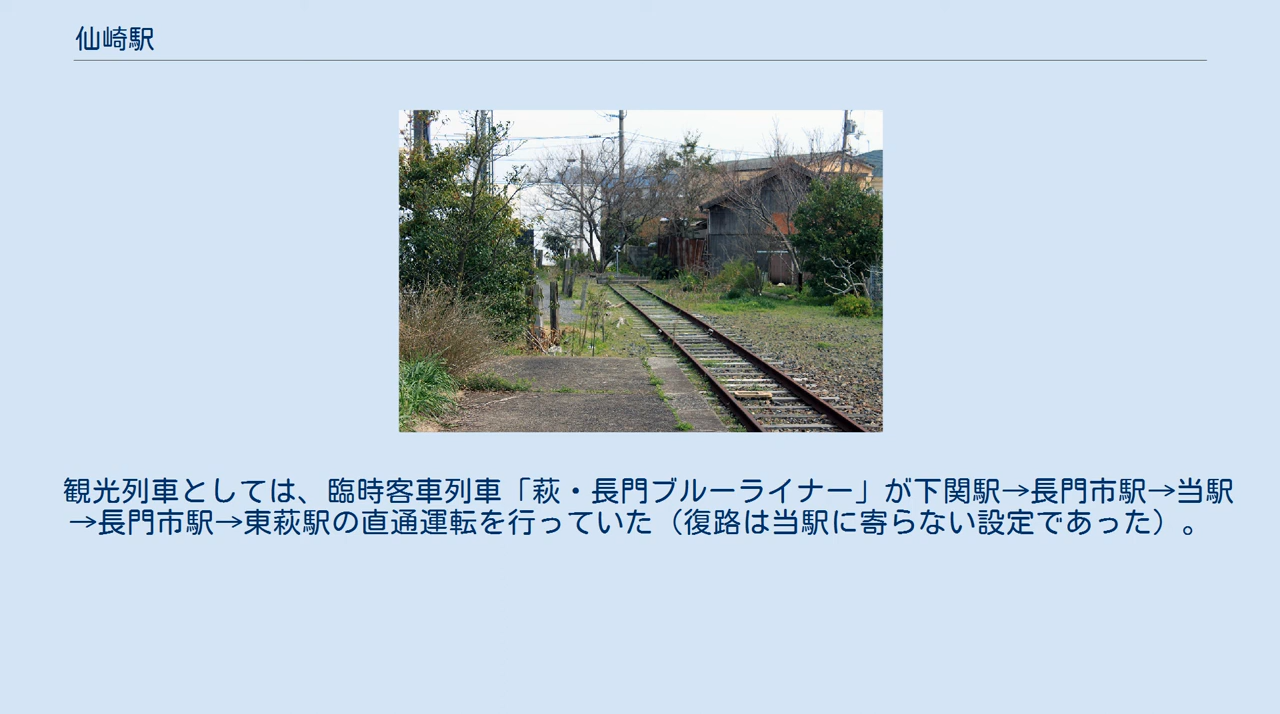 仙崎駅
観光列車としては、臨時客車列車「萩・長門ブルーライナー」が下関駅→長門市駅→当駅
→長門市駅→東萩駅の直通運転を行っていた（復路は当駅に寄らない設定であった）。